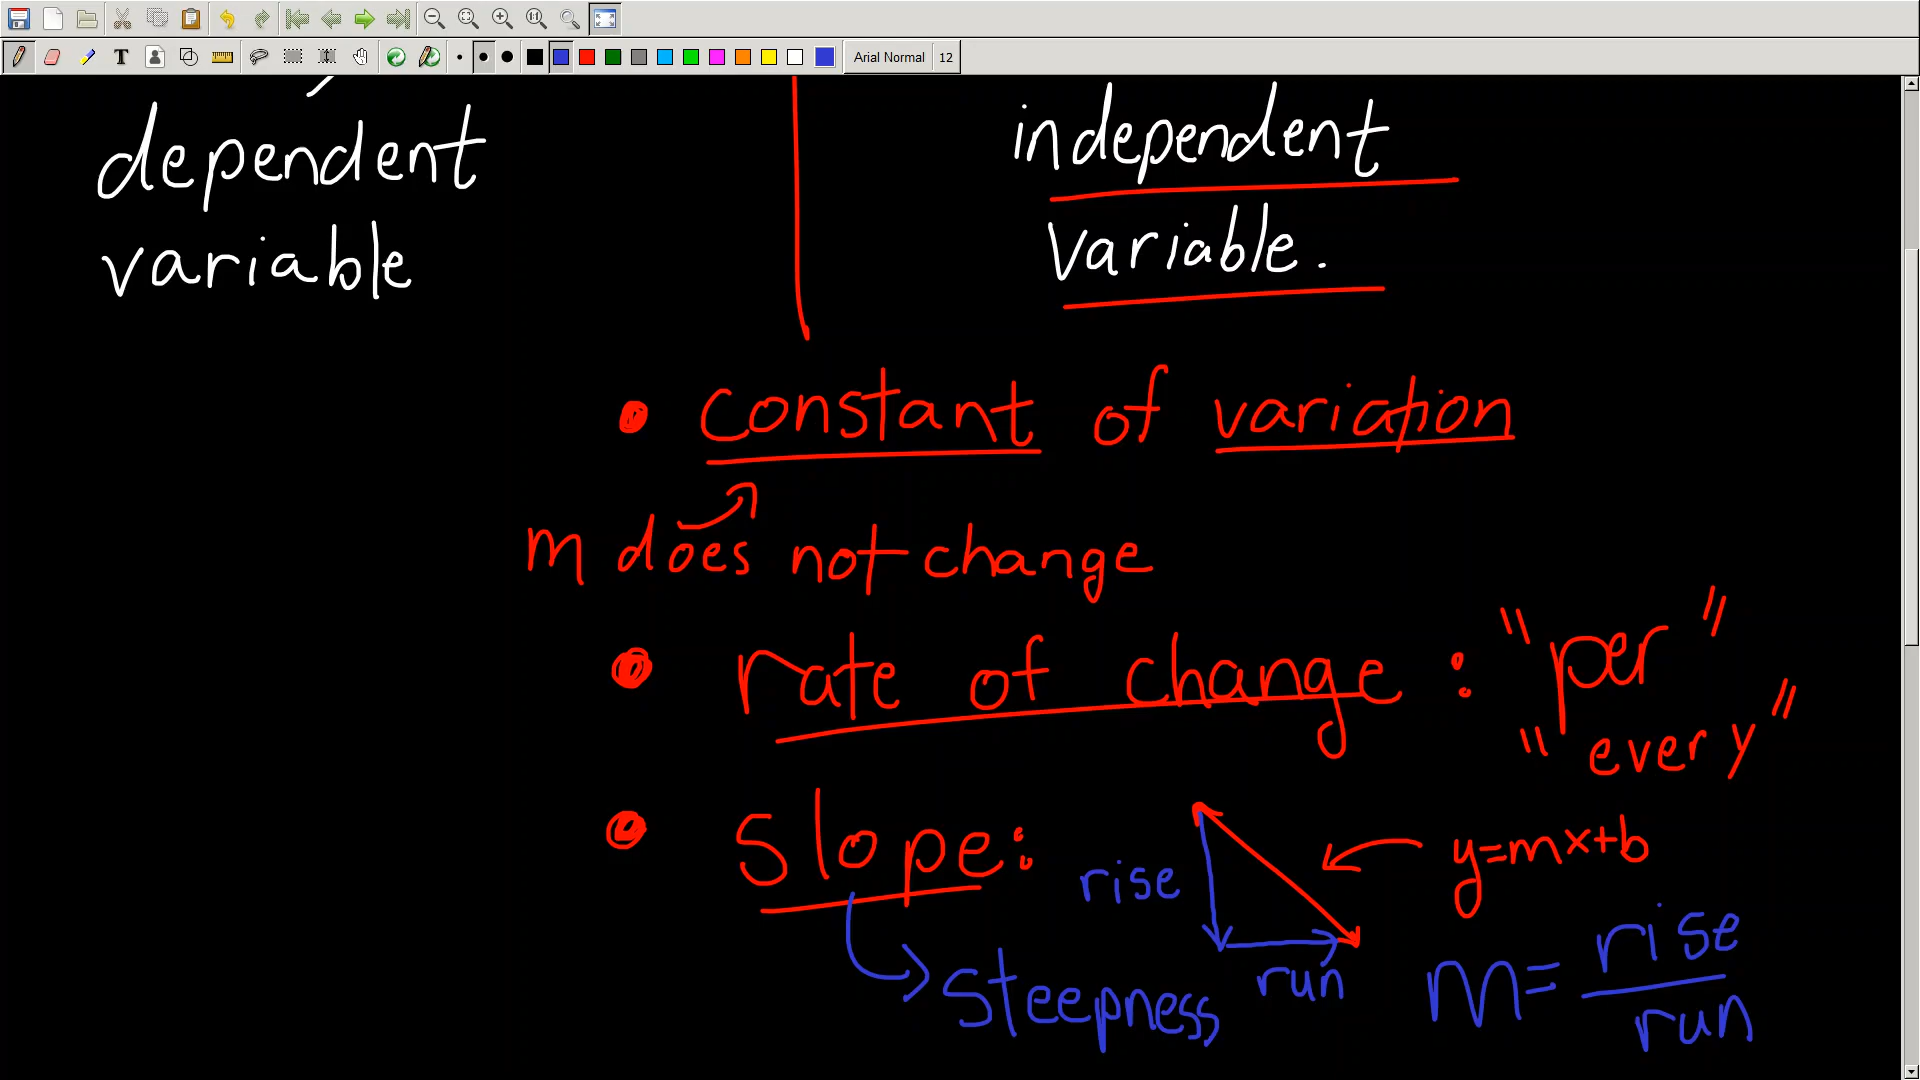 Arial Normal 12
dependent
variable
independent
variable.
• constant of variation
m does not change
• rate of change : "per"
"every"
• slope:
y=mx+b
rise
run
steepness
m= rise
run